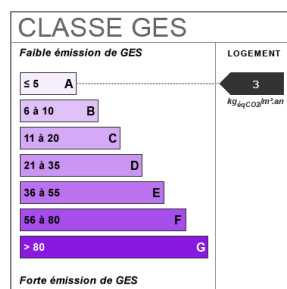 CLASSE GES
Faible émission de GES
LOGEMENT
≤ 5 A
3
kgéqCO2/m².an
6 à 10 B
11 à 20 C
21 à 35 D
36 à 55 E
56 à 80 F
> 80 G
Forte émission de GES